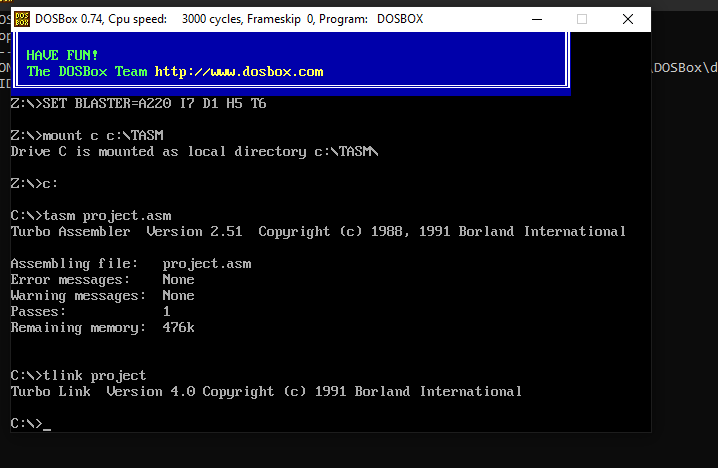 DOS BOX
DOSBox 0.74, Cpu speed:     3000 cycles, Frameskip  0, Program:   DOSBOX
HAVE FUN!
The DOSBox Team http://www.dosbox.com
\DOSBox\d
Z:\>SET BLASTER=A220 I7 D1 H5 T6
Z:\>mount c c:\TASM
Drive C is mounted as local directory c:\TASM\
Z:\>c:
C:\>tasm project.asm
Turbo Assembler  Version 2.51  Copyright (c) 1988, 1991 Borland International
Assembling file:   project.asm
Error messages:    None
Warning messages:  None
Passes:            1
Remaining memory:  476k
C:\>tlink project
Turbo Link  Version 4.0 Copyright (c) 1991 Borland International
C:\>_